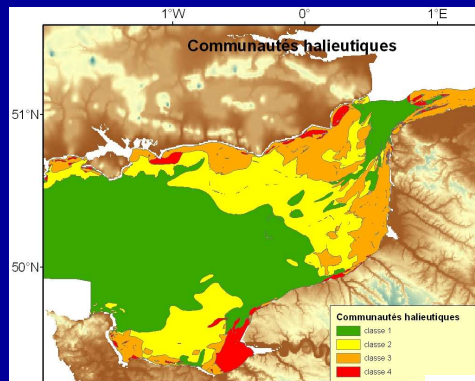 1°W 0° 1°E
Communautés halieutiques
51°N
50°N
Communautés halieutiques
classe 1
classe 2
classe 3
classe 4